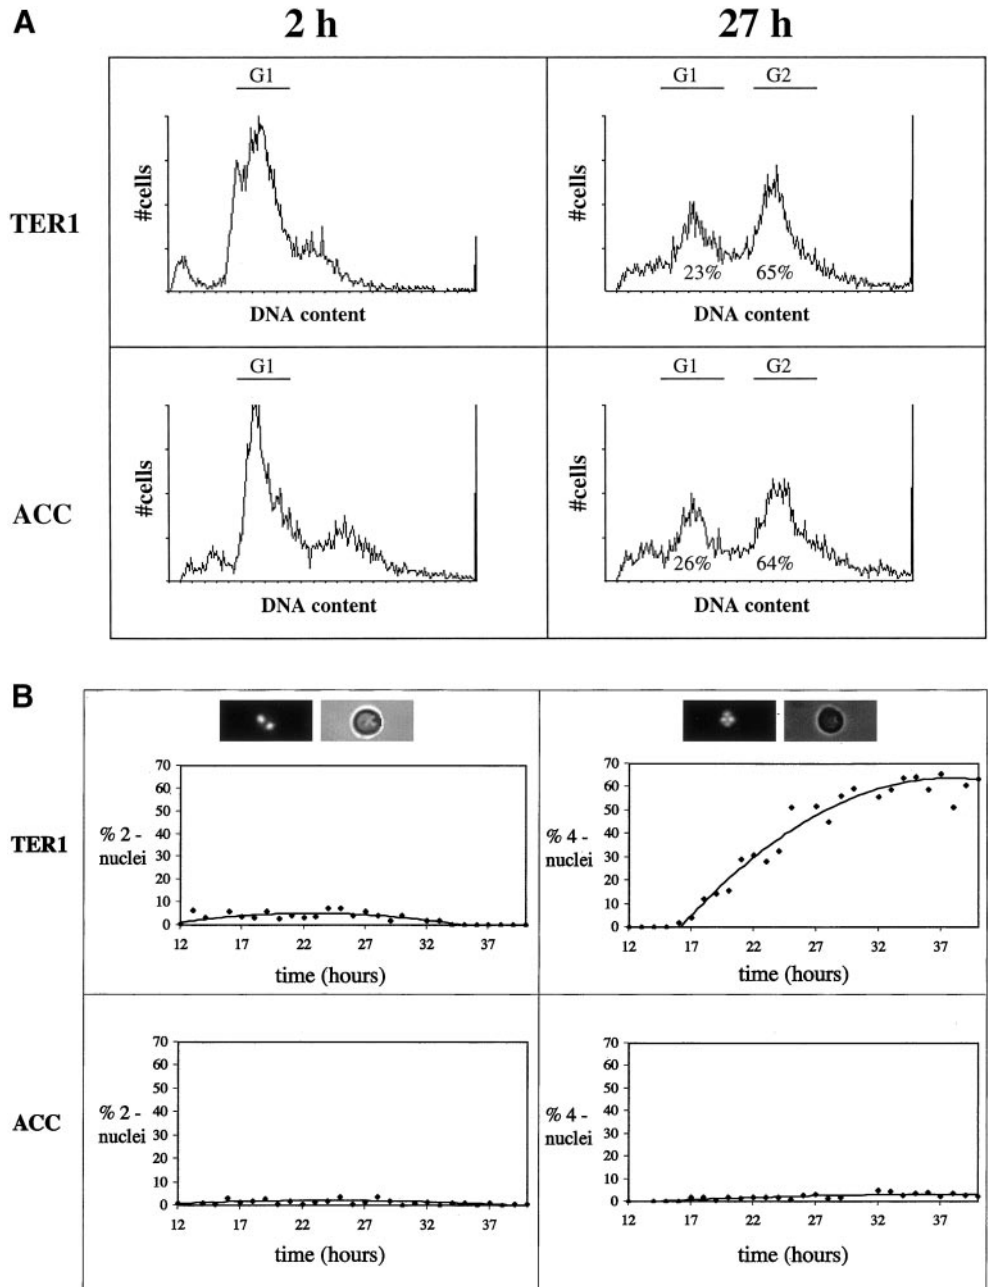 A
2 h
27 h
TER1
G1
#cells
DNA content
G1
G2
#cells
23%
65%
DNA content
ACC
G1
#cells
DNA content
G1
G2
#cells
26%
64%
DNA content
B
TER1
70
60
50
40
30
20
10
0
% 2 -
nuclei
12
17
22
27
32
37
time (hours)
70
60
50
40
30
20
10
0
% 4 -
nuclei
12
17
22
27
32
37
time (hours)
ACC
70
60
50
40
30
20
10
0
% 2 -
nuclei
12
17
22
27
32
37
time (hours)
70
60
50
40
30
20
10
0
% 4 -
nuclei
12
17
22
27
32
37
time (hours)